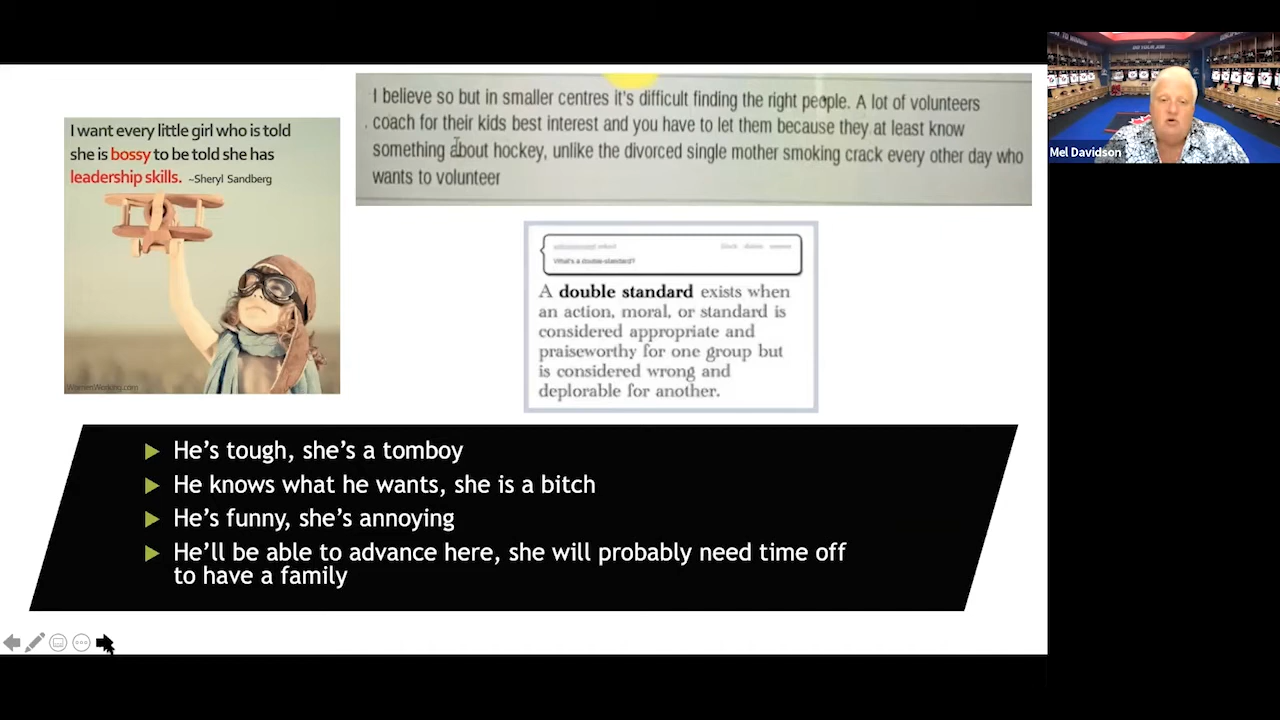 I want every little girl who is told
she is bossy to be told she has
leadership skills. ~Sheryl Sandberg
WomenWorking.com
I believe so but in smaller centres it's difficult finding the right people. A lot of volunteers
coach for their kids best interest and you have to let them because they at least know
something about hockey, unlike the divorced single mother smoking crack every other day who
wants to volunteer
What's a double-standard?
A double standard exists when
an action, moral, or standard is
considered appropriate and
praiseworthy for one group but
is considered wrong and
deplorable for another.
He's tough, she's a tomboy
He knows what he wants, she is a bitch
He's funny, she's annoying
He'll be able to advance here, she will probably need time off
to have a family
Mel Davidson